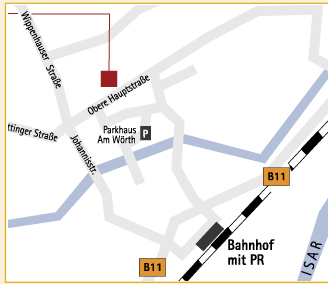 Wippenhauser Straße
Obere Hauptstraße
ttinger Straße
Parkhaus
Am Wörth
P
Johannisstr.
B11
Bahnhof
mit PR
B11
ISAR